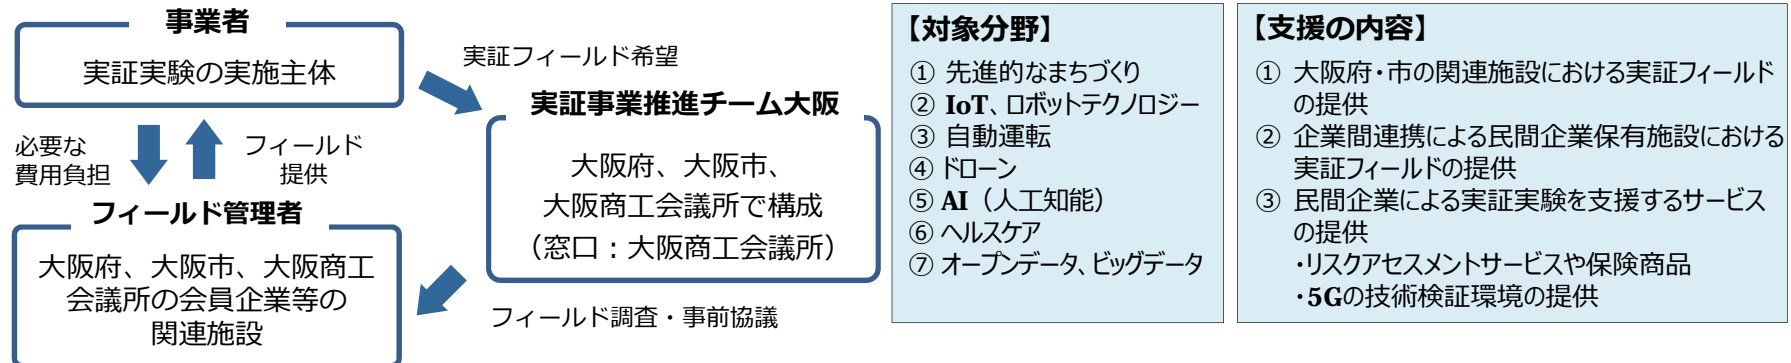 事業者
実証実験の実施主体
実証フィールド希望
実証事業推進チーム大阪
大阪府、大阪市、
大阪商工会議所で構成
（窓口：大阪商工会議所）
必要な
費用負担
フィールド
提供
フィールド管理者
大阪府、大阪市、大阪商工
会議所の会員企業等の
関連施設
フィールド調査・事前協議
【対象分野】
① 先進的なまちづくり
② IoT、ロボットテクノロジー
③ 自動運転
④ ドローン
⑤ AI（人工知能）
⑥ ヘルスケア
⑦ オープンデータ、ビッグデータ
【支援の内容】
① 大阪府・市の関連施設における実証フィールド
の提供
② 企業間連携による民間企業保有施設における
実証フィールドの提供
③ 民間企業による実証実験を支援するサービス
の提供
・リスクアセスメントサービスや保険商品
・5Gの技術検証環境の提供